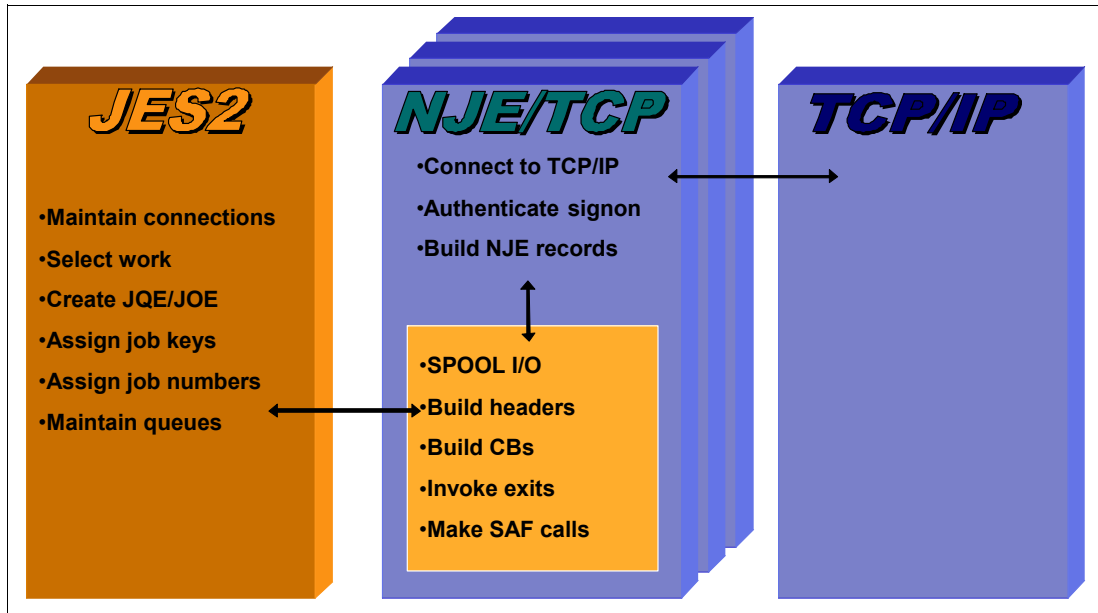 JES2
•Maintain connections
•Select work
•Create JQE/JOE
•Assign job keys
•Assign job numbers
•Maintain queues
NJE/TCP
•Connect to TCP/IP
•Authenticate signon
•Build NJE records
•SPOOL I/O
•Build headers
•Build CBs
•Invoke exits
•Make SAF calls
TCP/IP